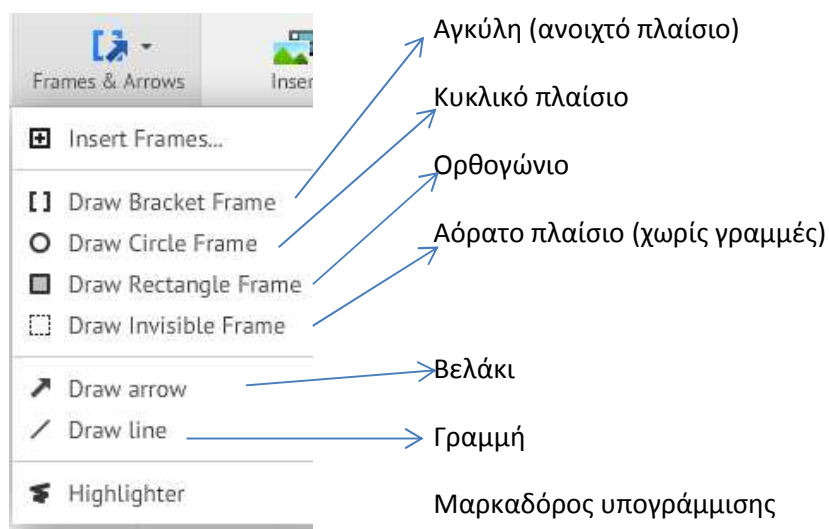 Frames & Arrows
Inser
Insert Frames...
Draw Bracket Frame
Draw Circle Frame
Draw Rectangle Frame
Draw Invisible Frame
Draw arrow
Draw line
Highlighter
Αγκύλη (ανοιχτό πλαίσιο)
Κυκλικό πλαίσιο
Ορθογώνιο
Αόρατο πλαίσιο (χωρίς γραμμές)
Βελάκι
Γραμμή
Μαρκαδόρος υπογράμμισης